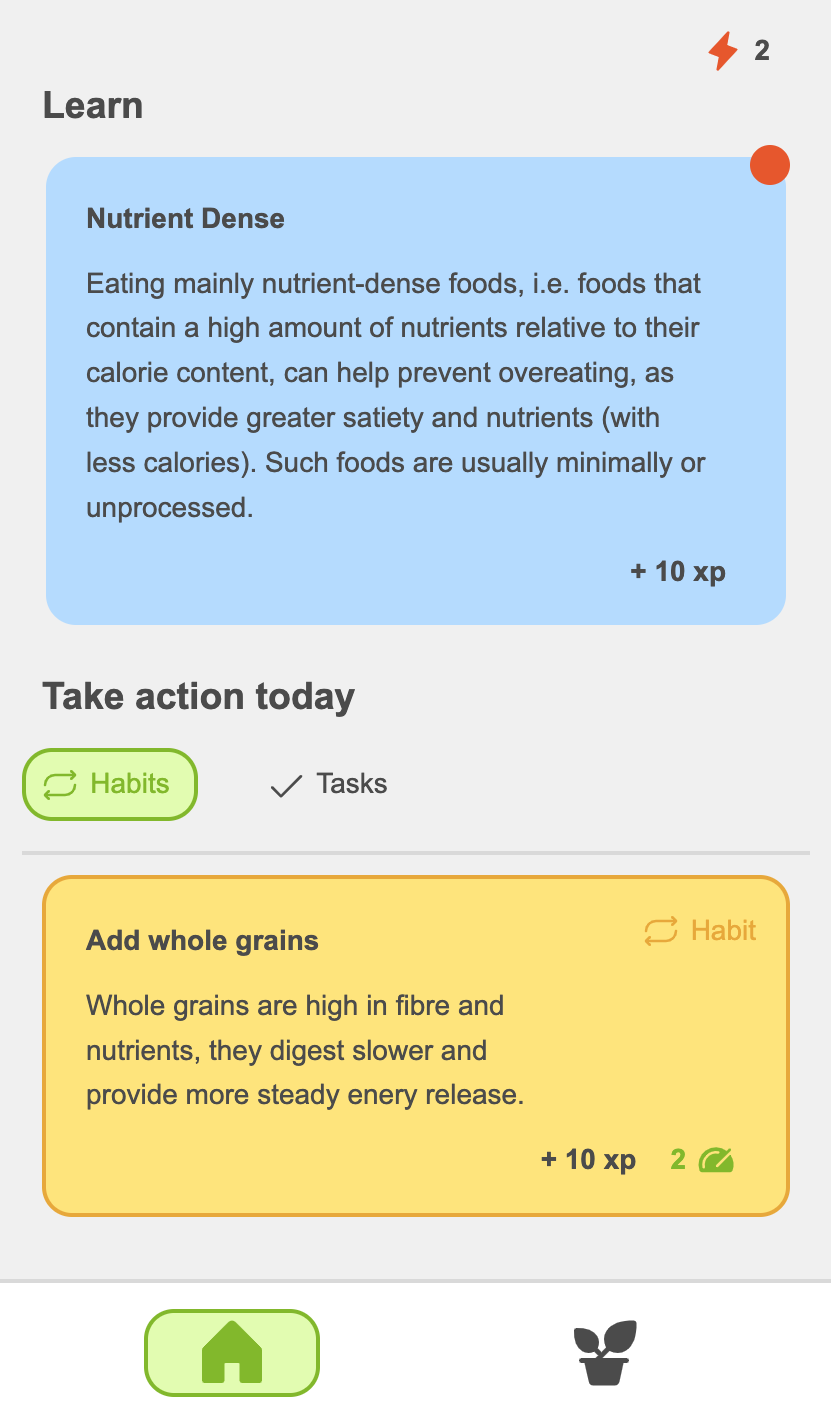 2
Learn
Nutrient Dense
Eating mainly nutrient-dense foods, i.e. foods that
contain a high amount of nutrients relative to their
calorie content, can help prevent overeating, as
they provide greater satiety and nutrients (with
less calories). Such foods are usually minimally or
unprocessed.
+ 10 xp
Take action today
Habits
Tasks
Habit
Add whole grains
Whole grains are high in fibre and
nutrients, they digest slower and
provide more steady enery release.
+ 10 xp
2